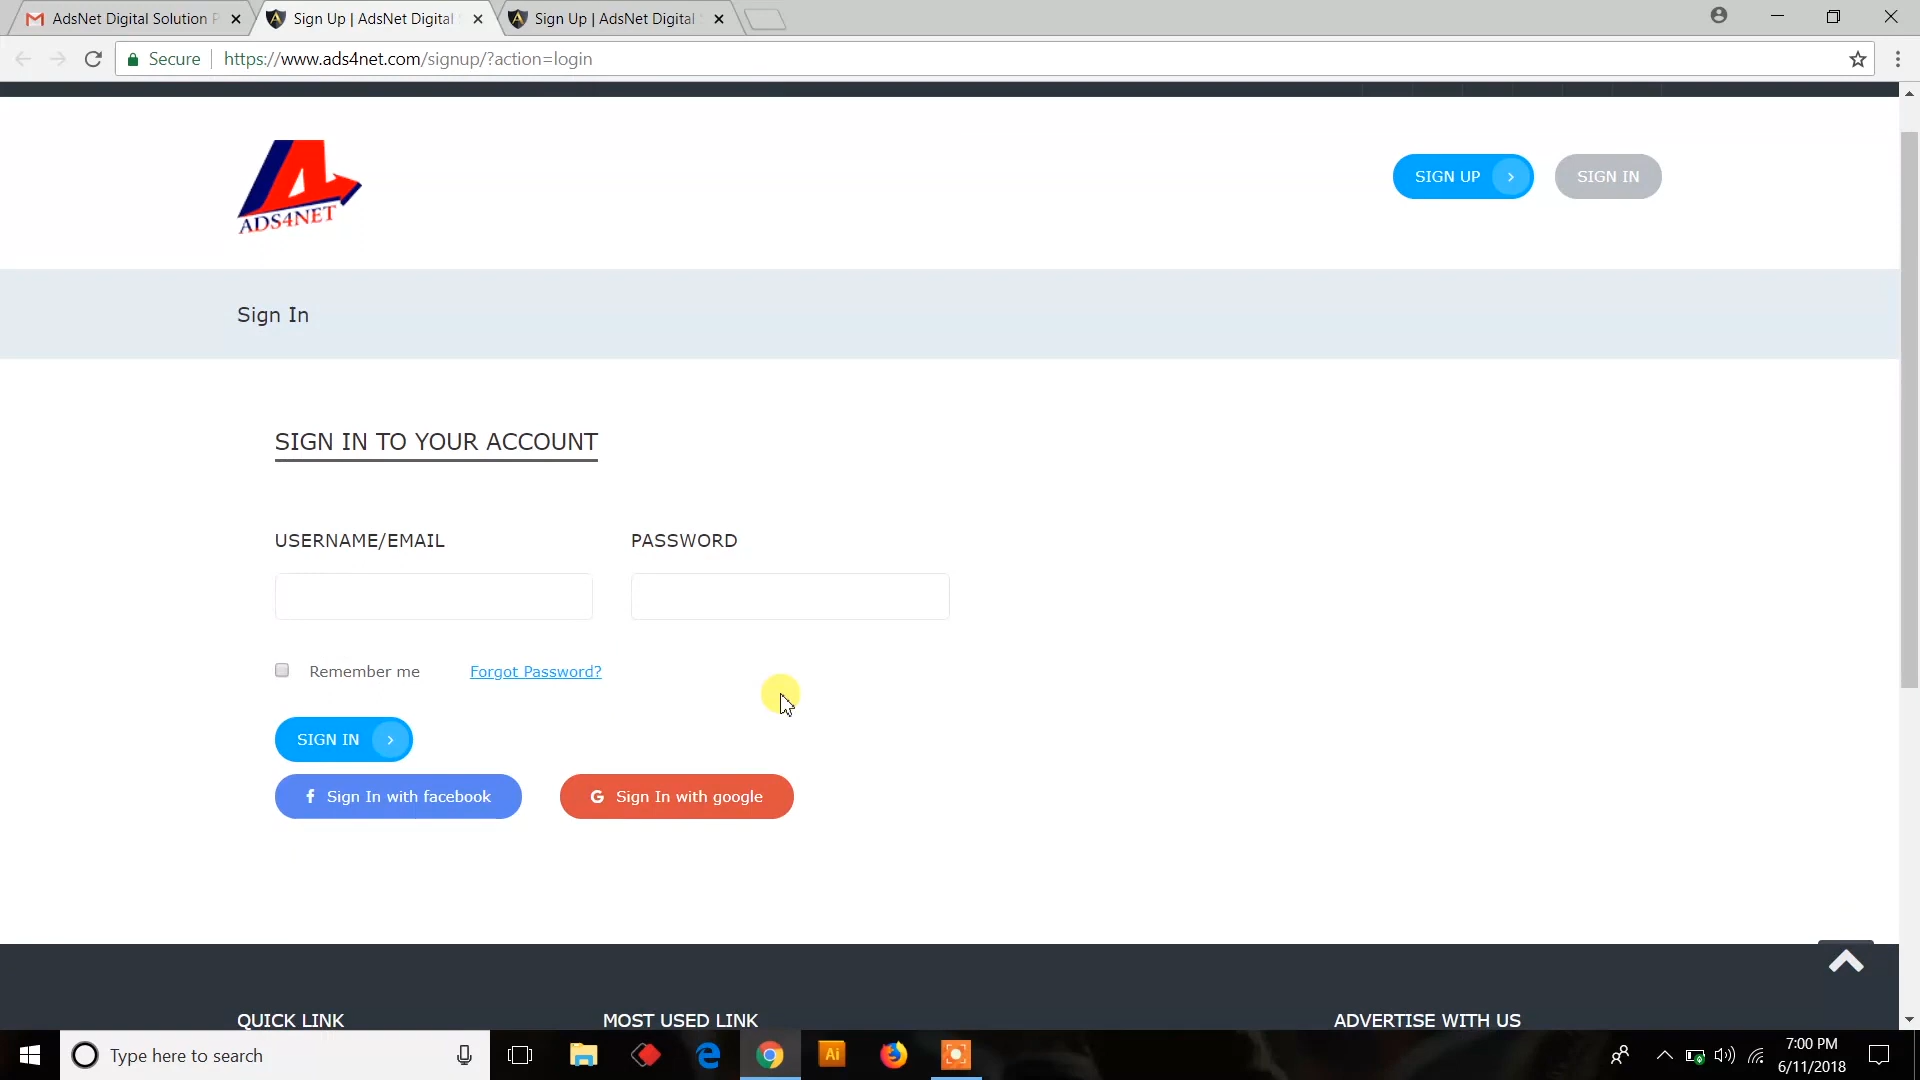 AdsNet Digital Solution P
Sign Up | AdsNet Digital S
Sign Up | AdsNet Digital S
Secure
https://www.ads4net.com/signup/?action=login
ADS4NET
SIGN UP
SIGN IN
Sign In
SIGN IN TO YOUR ACCOUNT
USERNAME/EMAIL
PASSWORD
Remember me
Forgot Password?
SIGN IN
Sign In with facebook
Sign In with google
QUICK LINK
MOST USED LINK
ADVERTISE WITH US
Type here to search
Ai
7:00 PM
6/11/2018